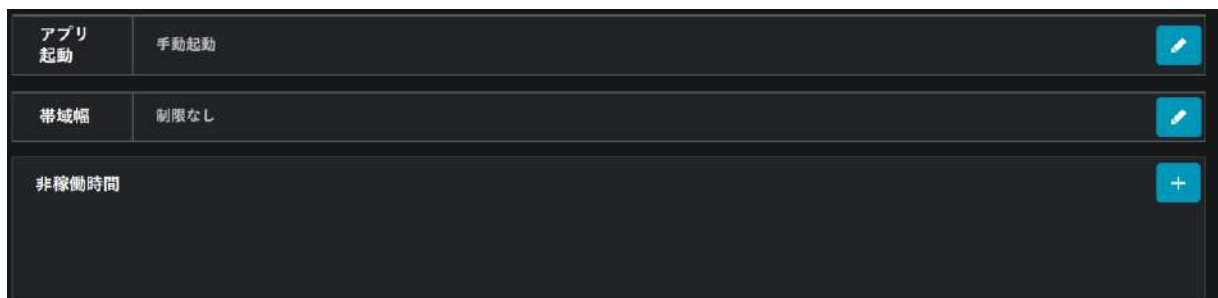 アプリ
起動
手動起動
帯域幅
制限なし
非稼働時間